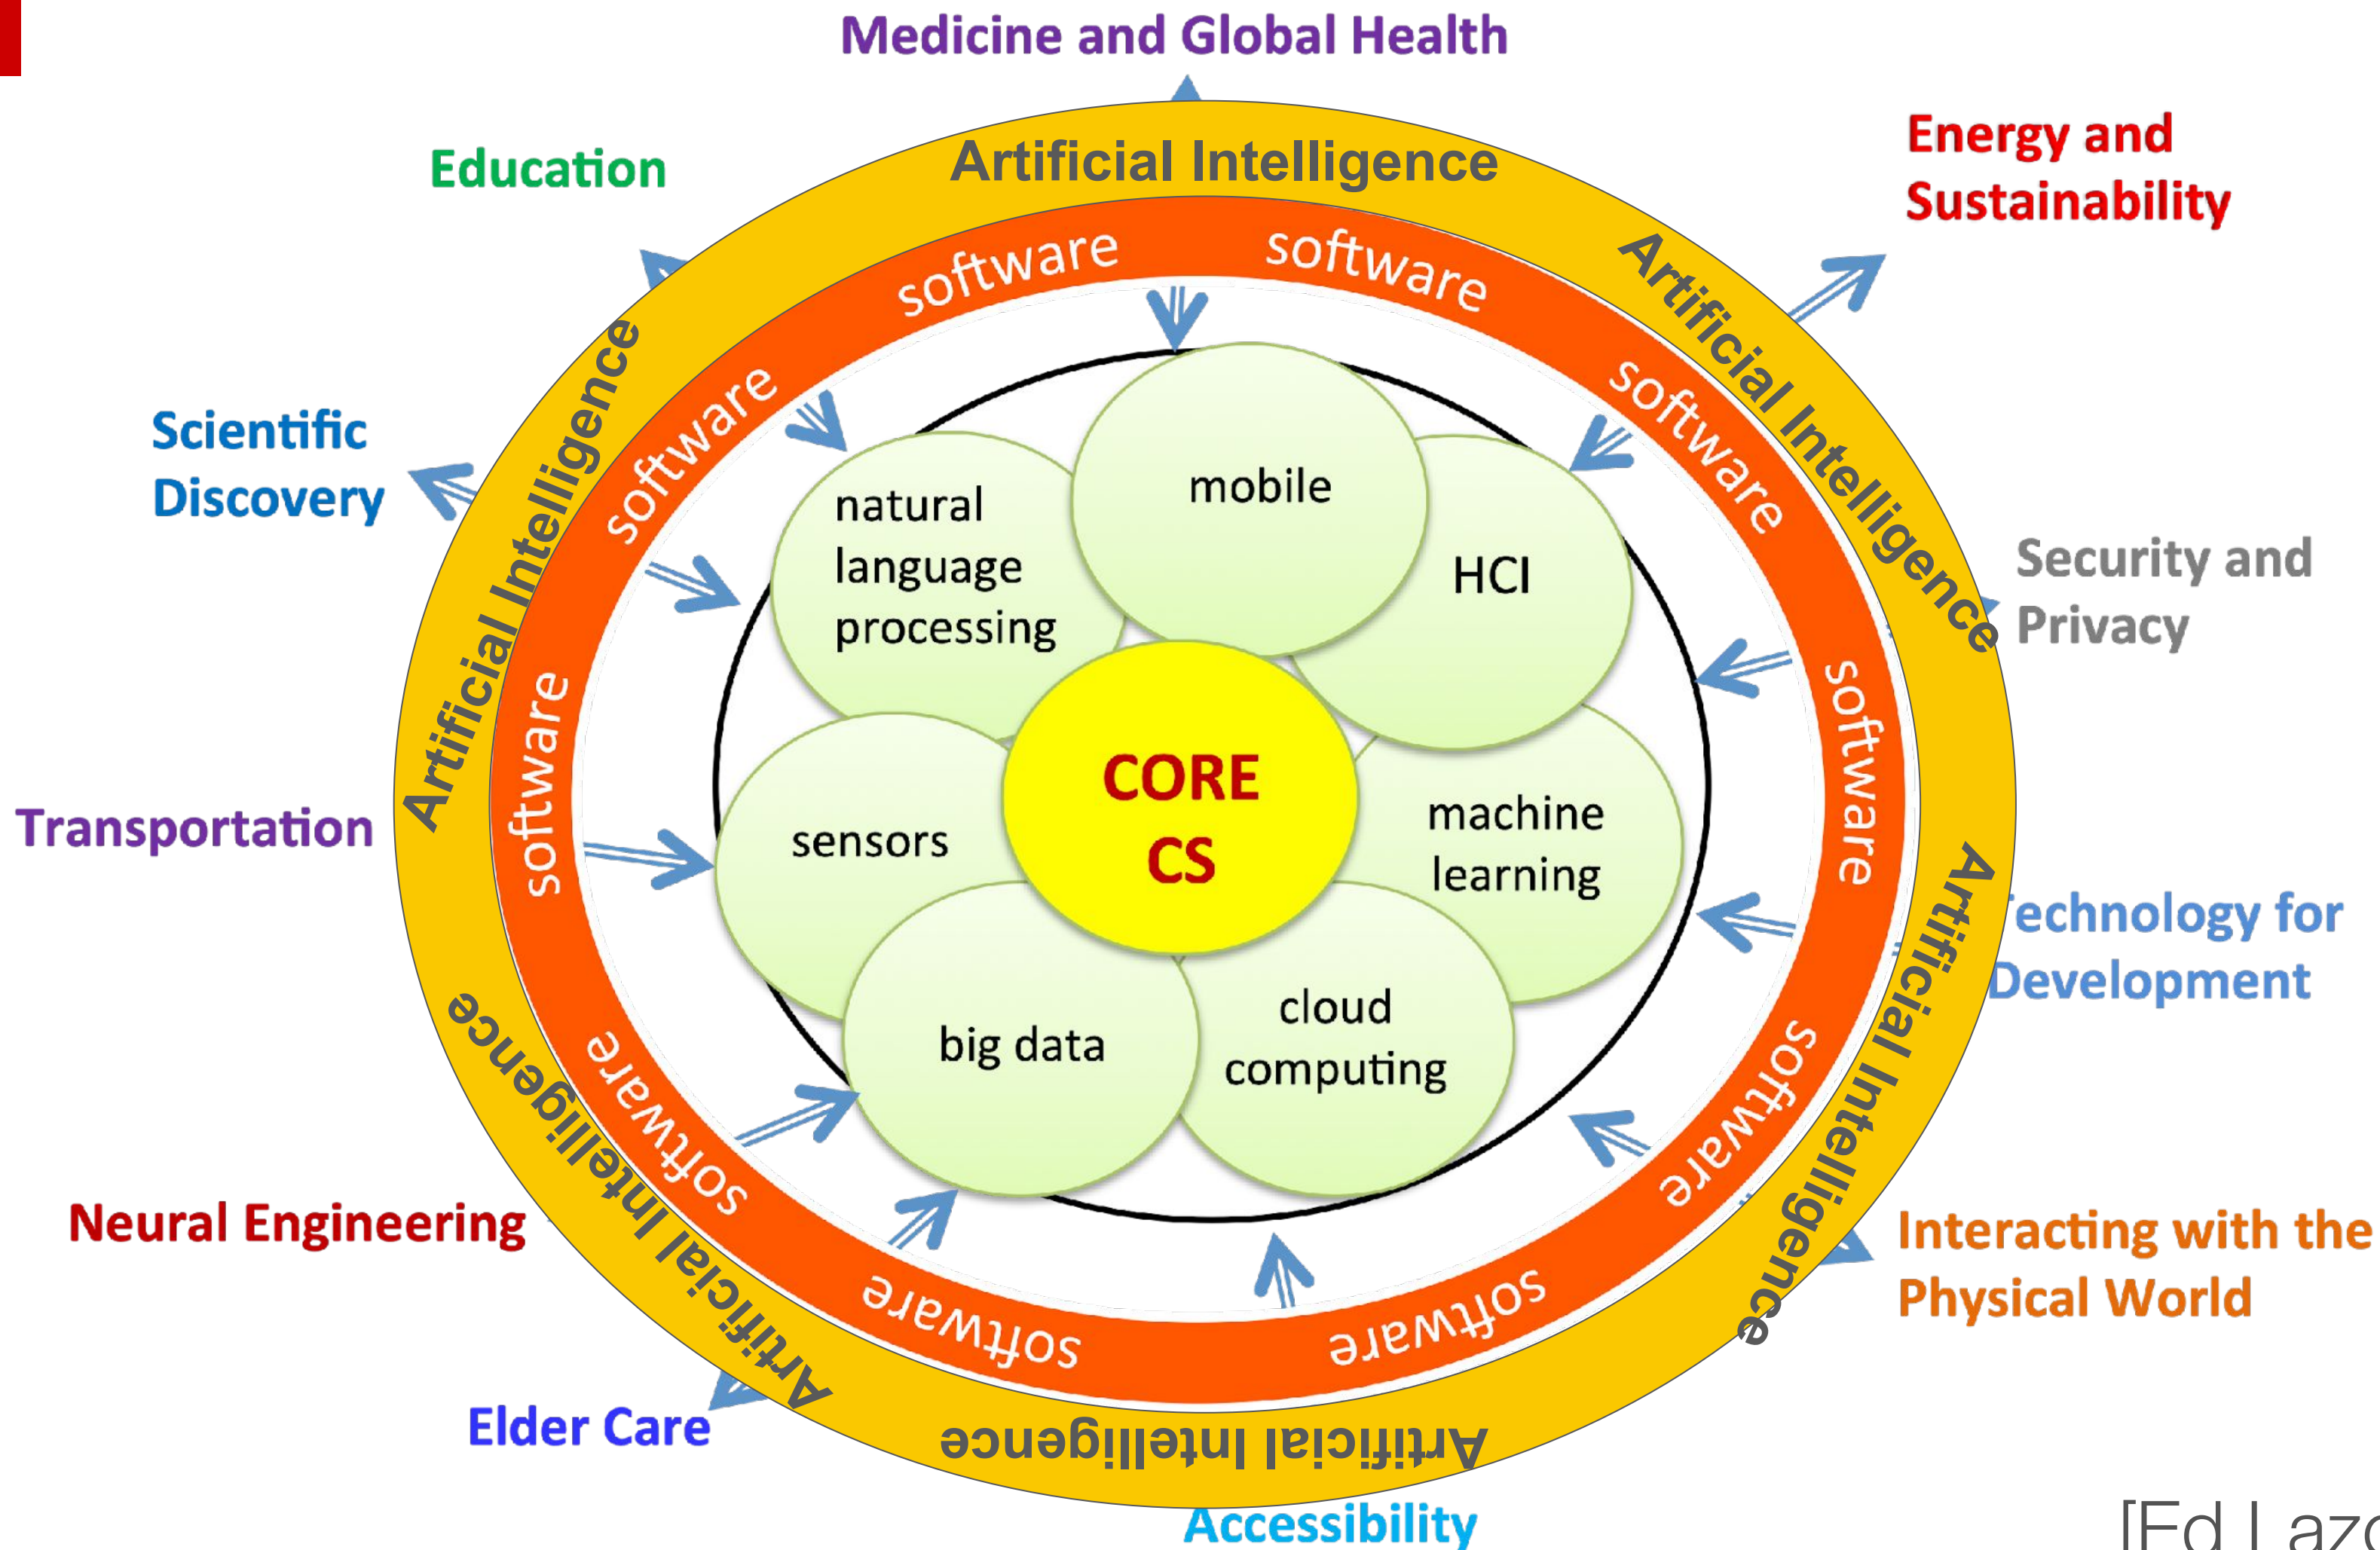 Medicine and Global Health
Education
Energy and
Sustainability
Scientific
Discovery
Security and
Privacy
Transportation
echnology for
Development
Neural Engineering
Interacting with the
Physical World
Elder Care
Accessibility
Artificial Intelligence
Artificial Intelligence
Artificial Intelligence
Artificial Intelligence
Artificial Intelligence
Artificial Intelligence
software
software
software
software
software
software
software
software
software
software
mobile
natural
language
processing
HCI
CORE
CS
sensors
machine
learning
big data
cloud
computing
[Ed Lazo